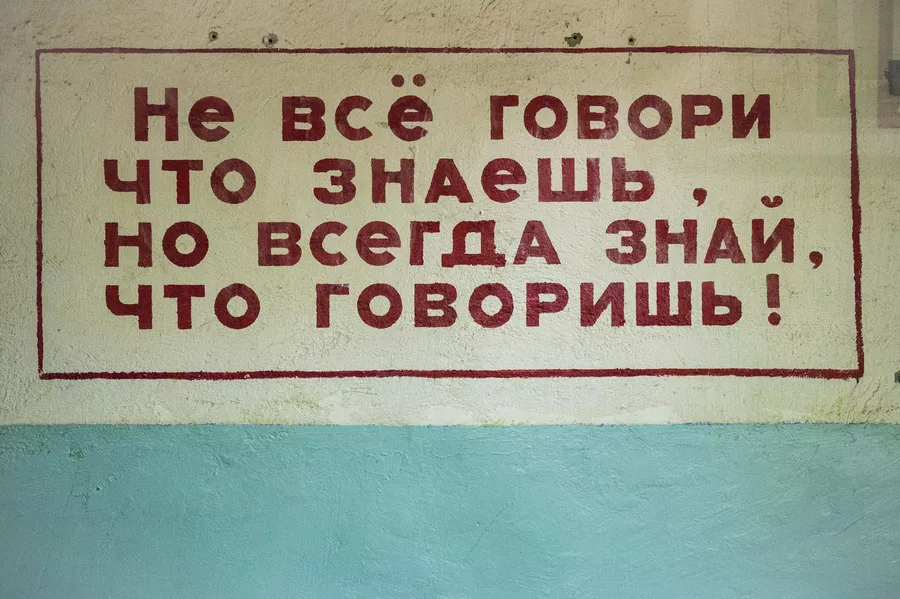 Не всё говори
что знаешь ,
но всегда знай,
что говоришь!